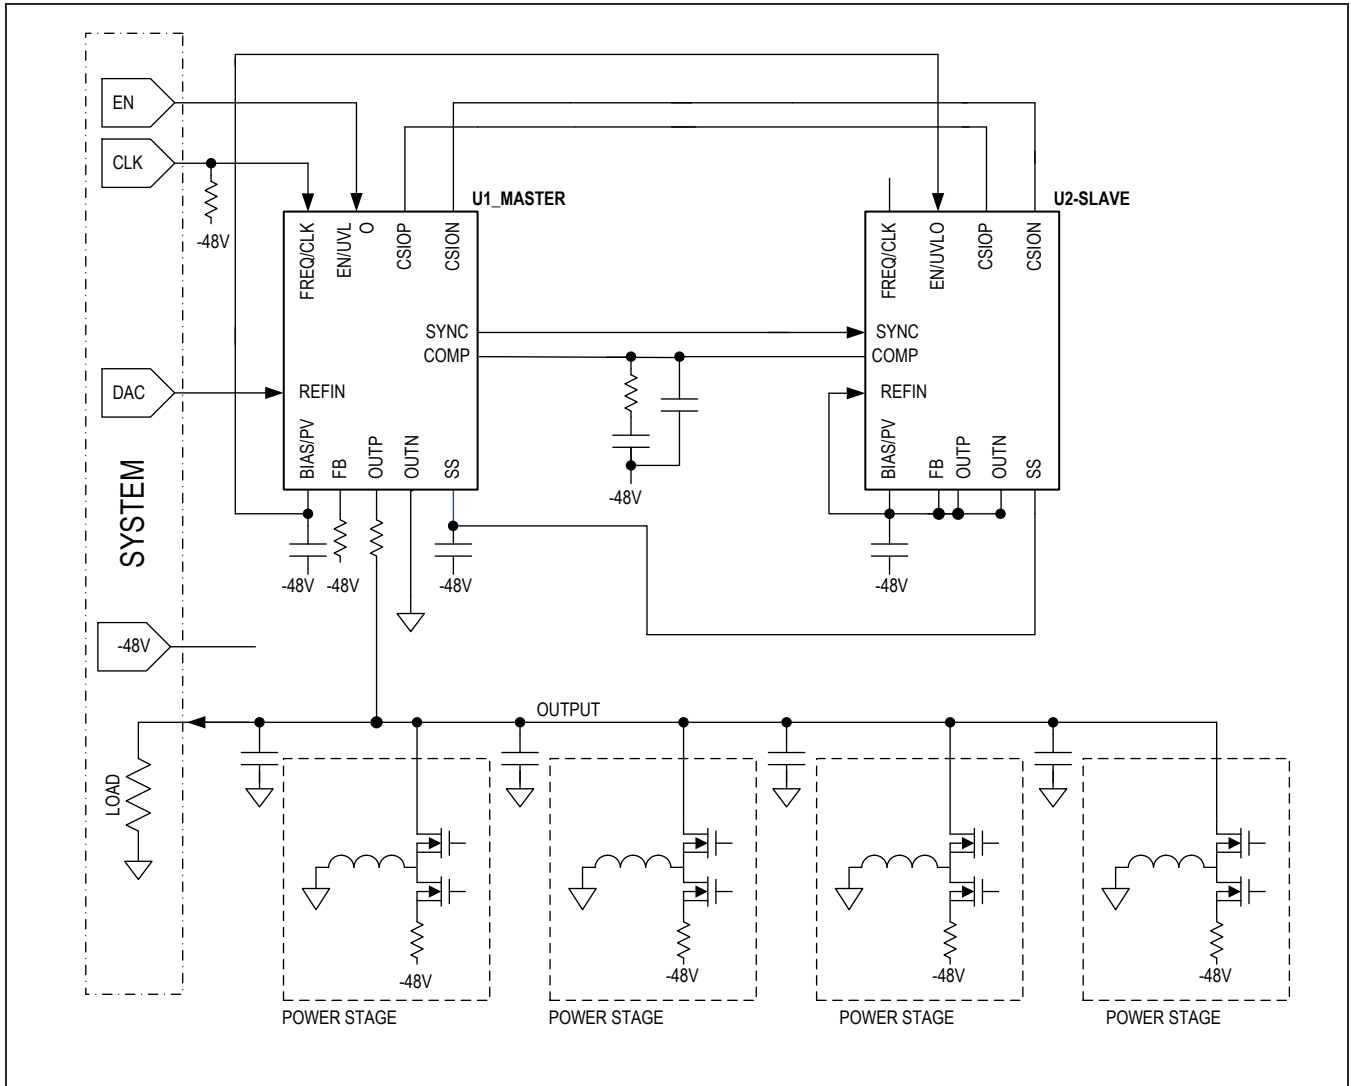 EN
CLK
-48V
U1_MASTER
U2-SLAVE
FREQ/CLK
EN/UVL
O
CSIOP
CSION
FREQ/CLK
EN/UVLO
CSIOP
CSION
SYNC
COMP
SYNC
COMP
DAC
REFIN
REFIN
BIAS/PV
FB
OUTP
OUTN
SS
BIAS/PV
FB
OUTP
OUTN
SS
-48V
SYSTEM
-48V
-48V
-48V
-48V
-48V
OUTPUT
LOAD
-48V
-48V
-48V
-48V
POWER STAGE
POWER STAGE
POWER STAGE
POWER STAGE